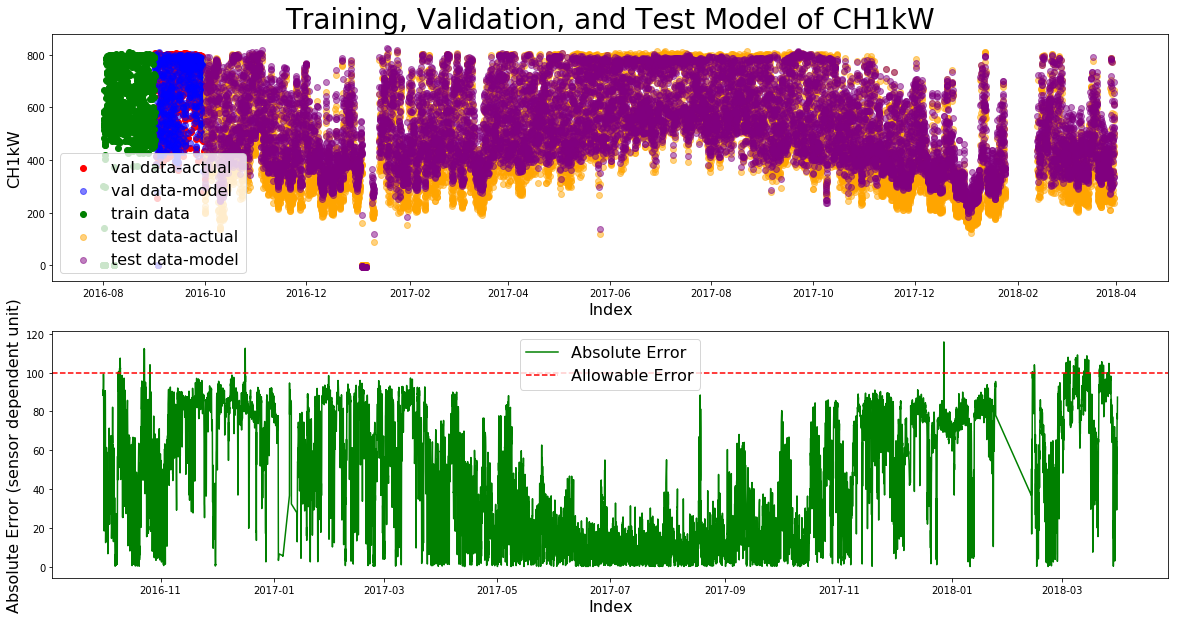 Training, Validation, and Test Model of CH1kW
CH1kW
800
600
400
200
0
val data-actual
val data-model
train data
test data-actual
test data-model
2016-08 2016-10 2016-12 2017-02 2017-04 2017-06 2017-08 2017-10 2017-12 2018-02 2018-04
Index
Absolute Error (sensor dependent unit)
120
100
80
60
40
20
0
Absolute Error
Allowable Error
2016-11 2017-01 2017-03 2017-05 2017-07 2017-09 2017-11 2018-01 2018-03
Index